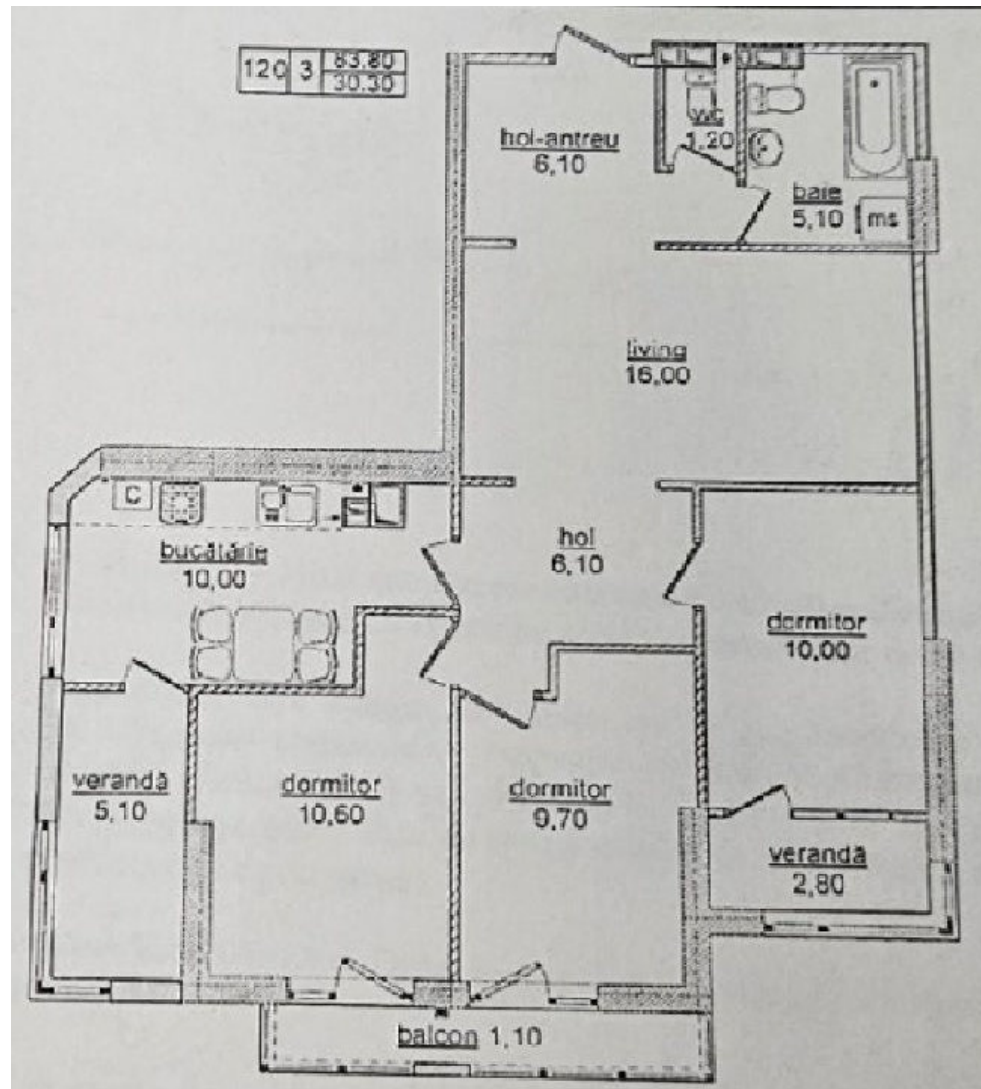 120 3 83.80
30.30
hol-antreu
6,10
wc
1,20
baie
5,10
ms
living
16,00
C
bucătărie
10,00
hol
6,10
dormitor
10,00
verandă
5,10
dormitor
10,60
dormitor
9,70
verandă
2,80
balcon 1,10